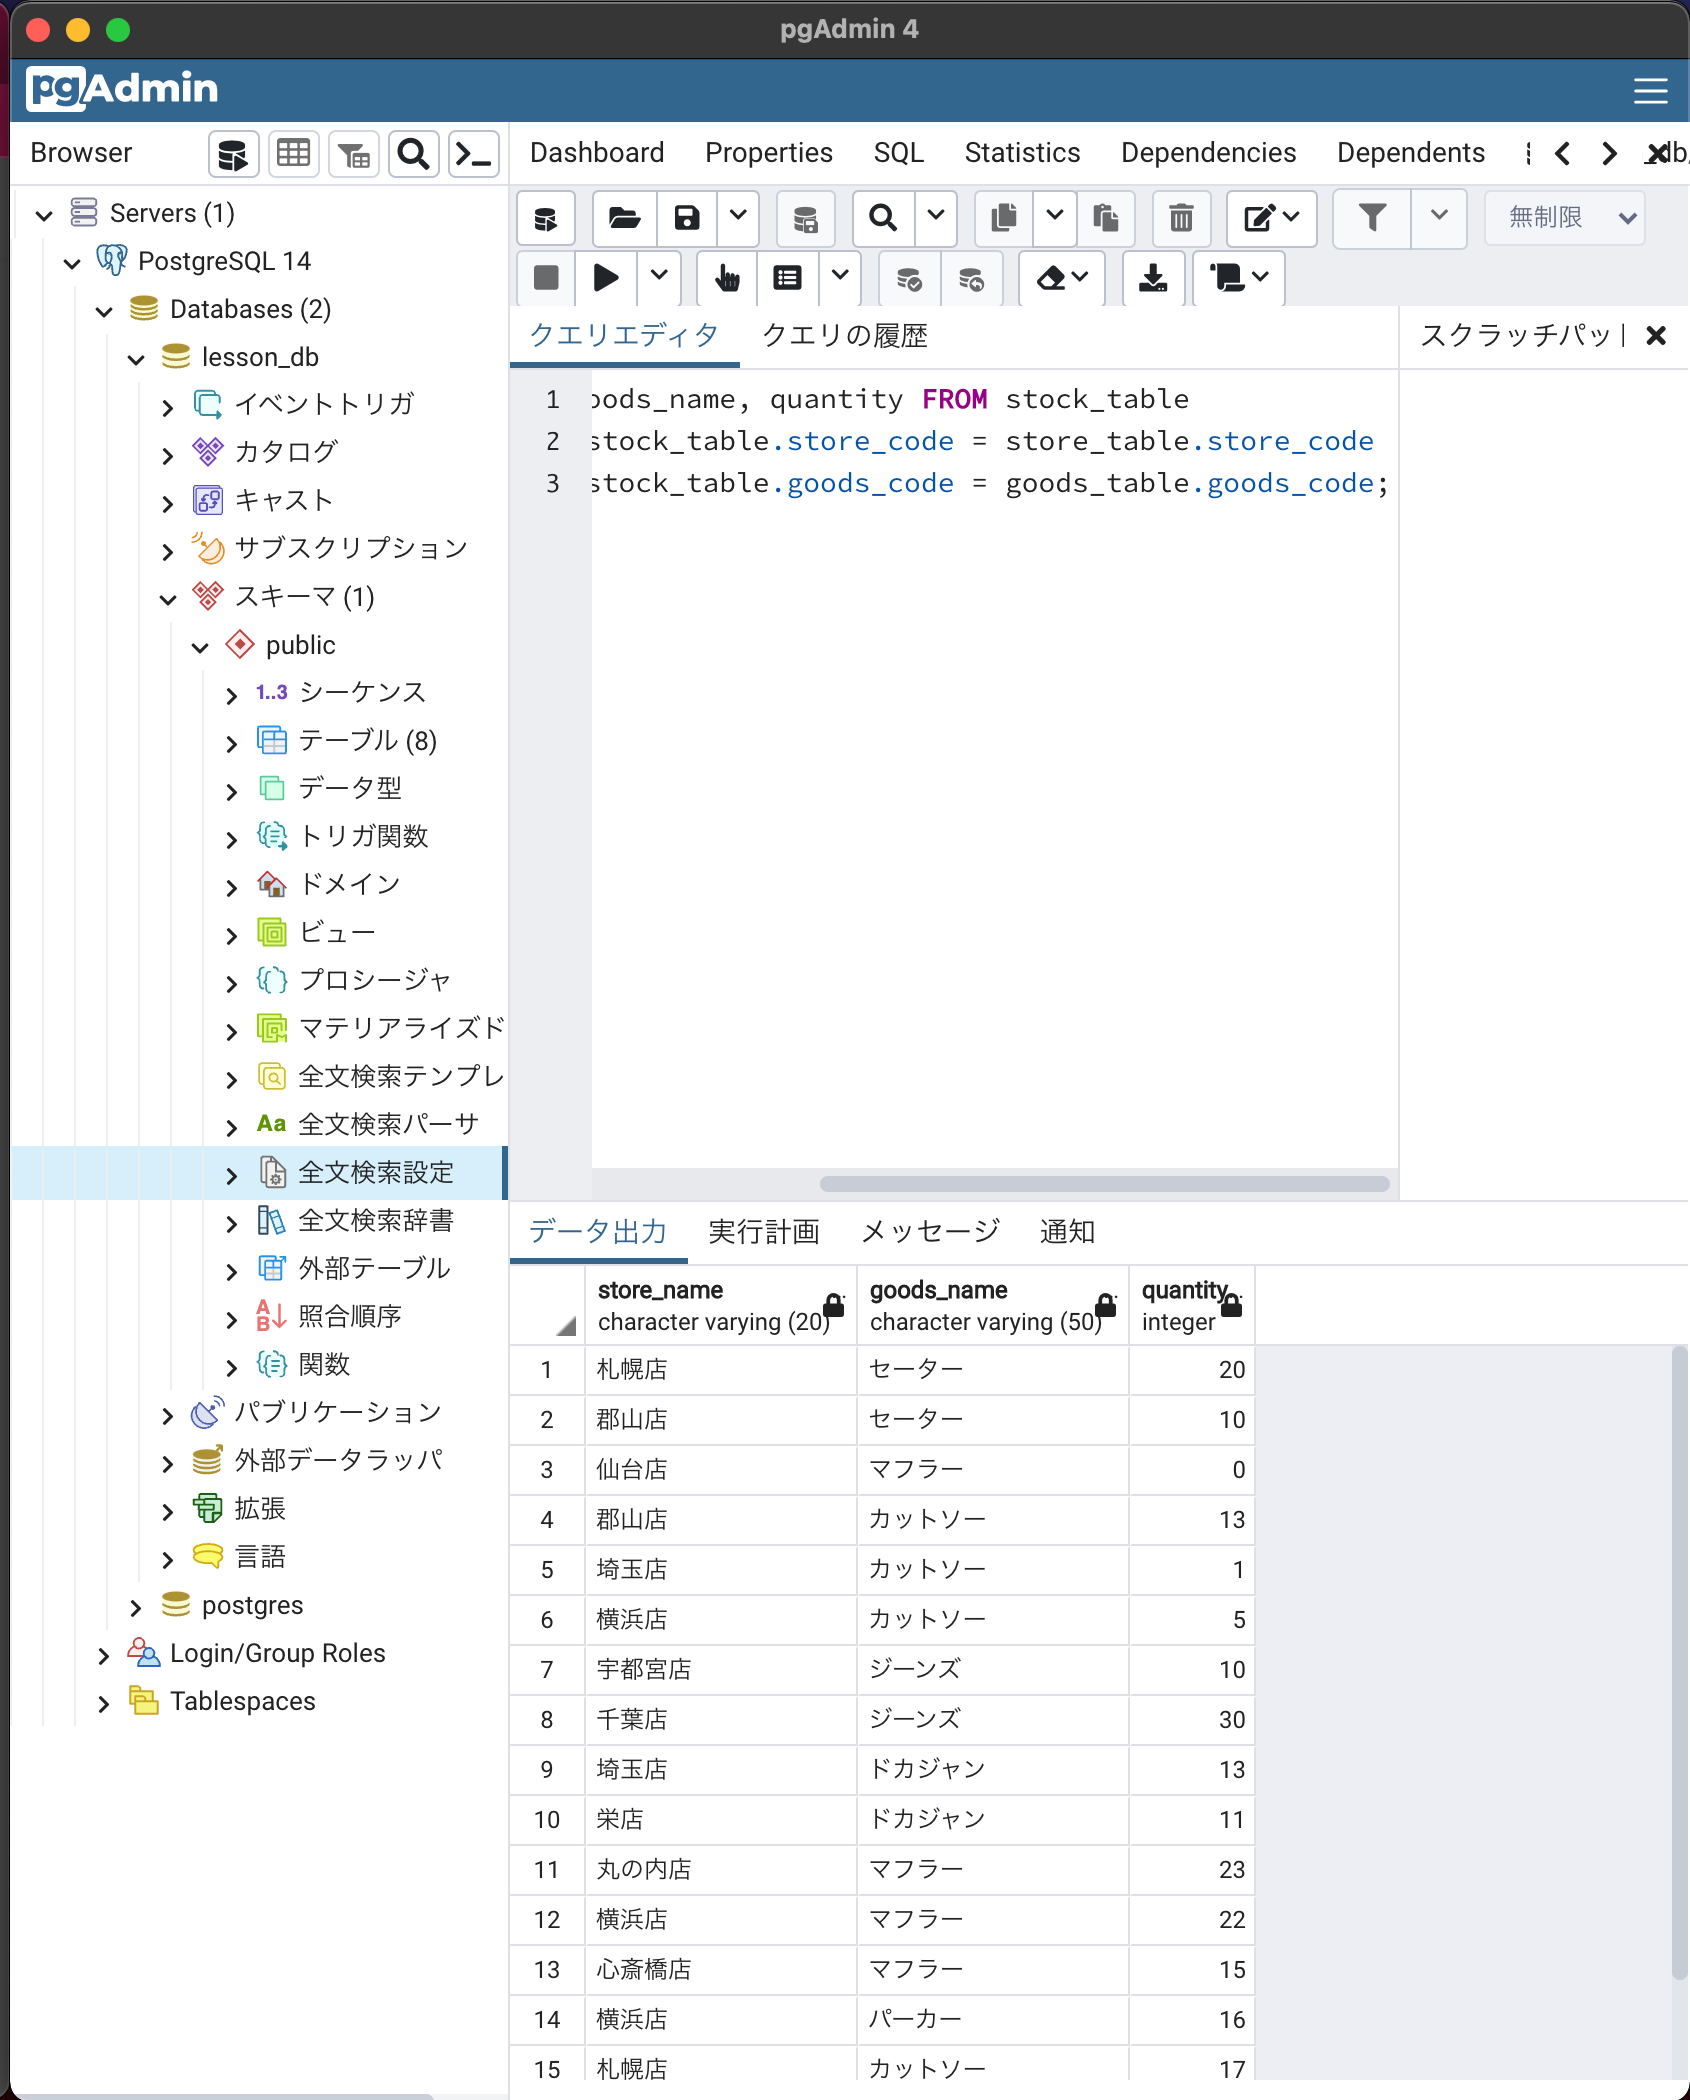 pgAdmin 4
pgAdmin
Browser
Dashboard Properties SQL Statistics Dependencies Dependents
Servers (1)
PostgreSQL 14
Databases (2)
lesson_db
イベントトリガ
カタログ
キャスト
サブスクリプション
スキーマ (1)
public
1..3 シーケンス
テーブル (8)
データ型
トリガ関数
ドメイン
ビュー
プロシージャ
マテリアライズド
全文検索テンプレ
Aa 全文検索パーサ
全文検索設定
全文検索辞書
外部テーブル
照合順序
関数
パブリケーション
外部データラッパ
拡張
言語
postgres
Login/Group Roles
Tablespaces
無制限
クエリエディタ クエリの履歴
スクラッチパッ
1 oods_name, quantity FROM stock_table
2 stock_table.store_code = store_table.store_code
3 stock_table.goods_code = goods_table.goods_code;
データ出力 実行計画 メッセージ 通知
store_name goods_name quantity
character varying (20) character varying (50) integer
1 札幌店 セーター 20
2 郡山店 セーター 10
3 仙台店 マフラー 0
4 郡山店 カットソー 13
5 埼玉店 カットソー 1
6 横浜店 カットソー 5
7 宇都宮店 ジーンズ 10
8 千葉店 ジーンズ 30
9 埼玉店 ドカジャン 13
10 栄店 ドカジャン 11
11 丸の内店 マフラー 23
12 横浜店 マフラー 22
13 心斎橋店 マフラー 15
14 横浜店 パーカー 16
15 札幌店 カットソー 17